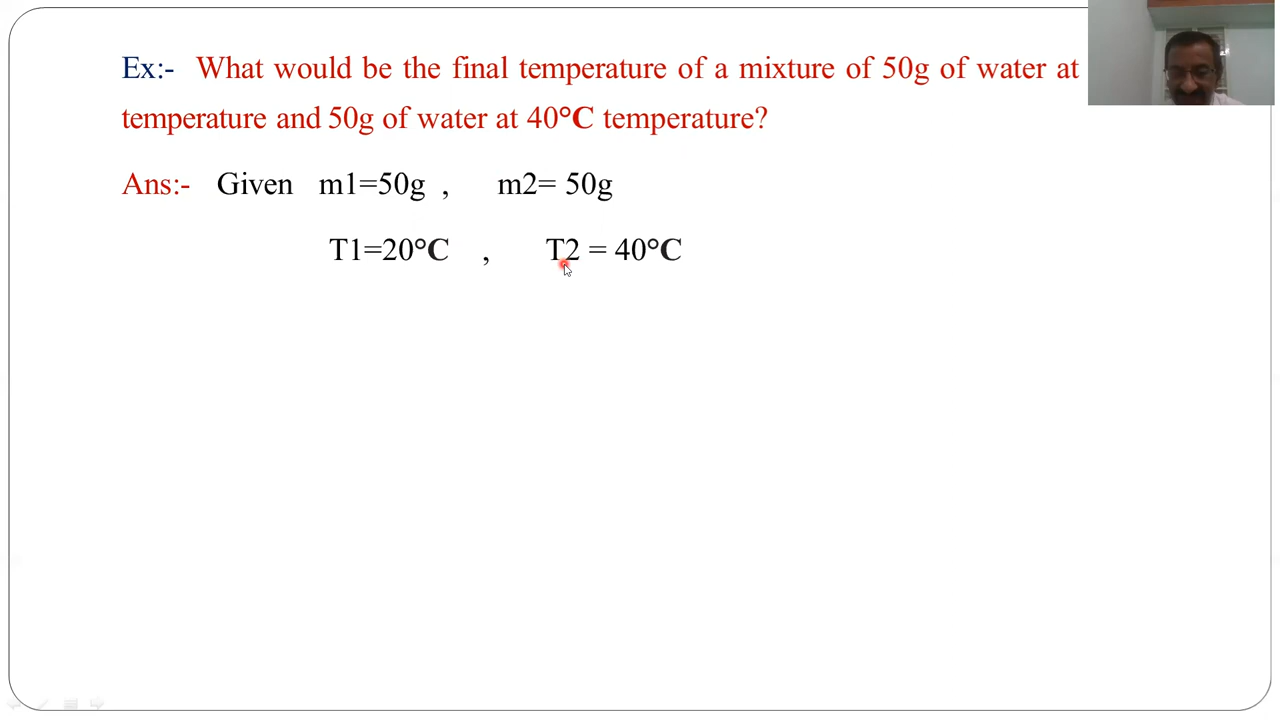 Ex:- What would be the final temperature of a mixture of 50g of water at
temperature and 50g of water at 40°C temperature?
Ans:- Given m1=50g , m2= 50g
T1=20°C , T2 = 40°C